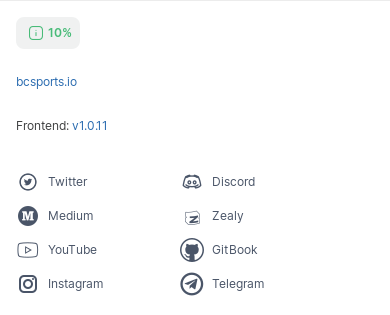 10%
bcsports.io
Frontend: v1.0.11
Twitter
Discord
Medium
Zealy
YouTube
GitBook
Instagram
Telegram